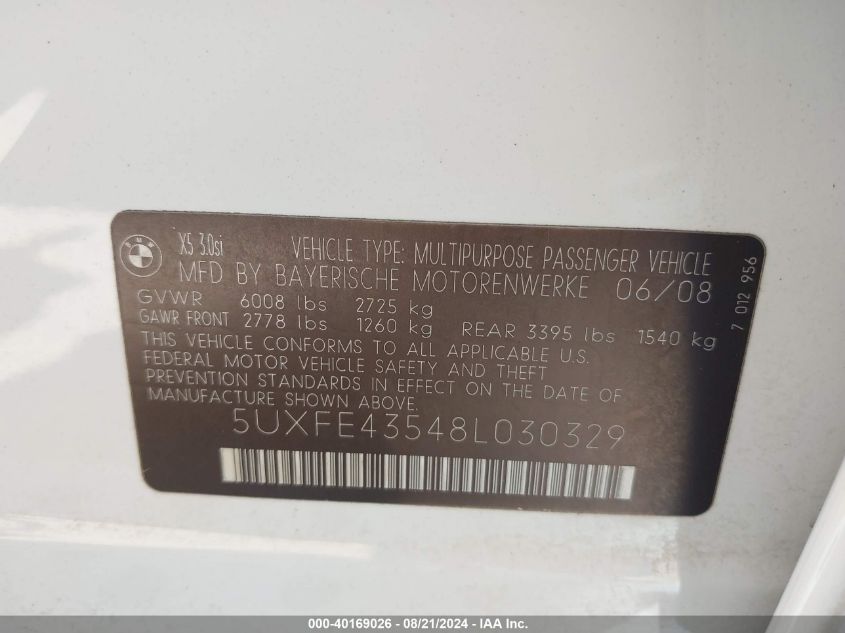 BMW
X5 3.0si
VEHICLE TYPE: MULTIPURPOSE PASSENGER VEHICLE
MFD BY BAYERISCHE MOTORENWERKE 06/08
GVWR 6008 lbs 2725 kg
GAWR FRONT 2778 lbs 1260 kg REAR 3395 lbs 1540 kg
THIS VEHICLE CONFORMS TO ALL APPLICABLE U.S.
FEDERAL MOTOR VEHICLE SAFETY AND THEFT
PREVENTION STANDARDS IN EFFECT ON THE DATE OF
MANUFACTURE SHOWN ABOVE.
5UXFE43548L030329
7 012 956
000-40169026 - 08/21/2024 - IAA, Inc.